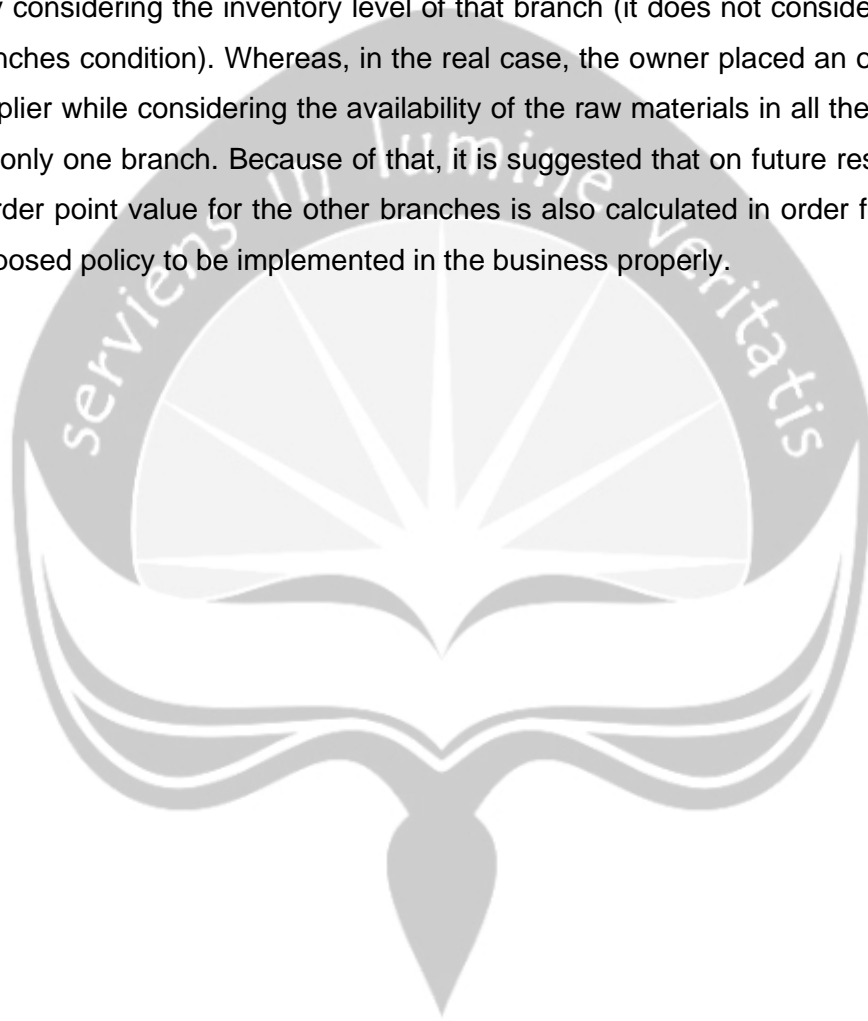 considering the inventory level of that branch (it does not conside
nches condition). Whereas, in the real case, the owner placed an
plier while considering the availability of the raw materials in all the
only one branch. Because of that, it is suggested that on future res
rder point value for the other branches is also calculated in order f
posed policy to be implemented in the business properly.
serviens in lumine veritatis